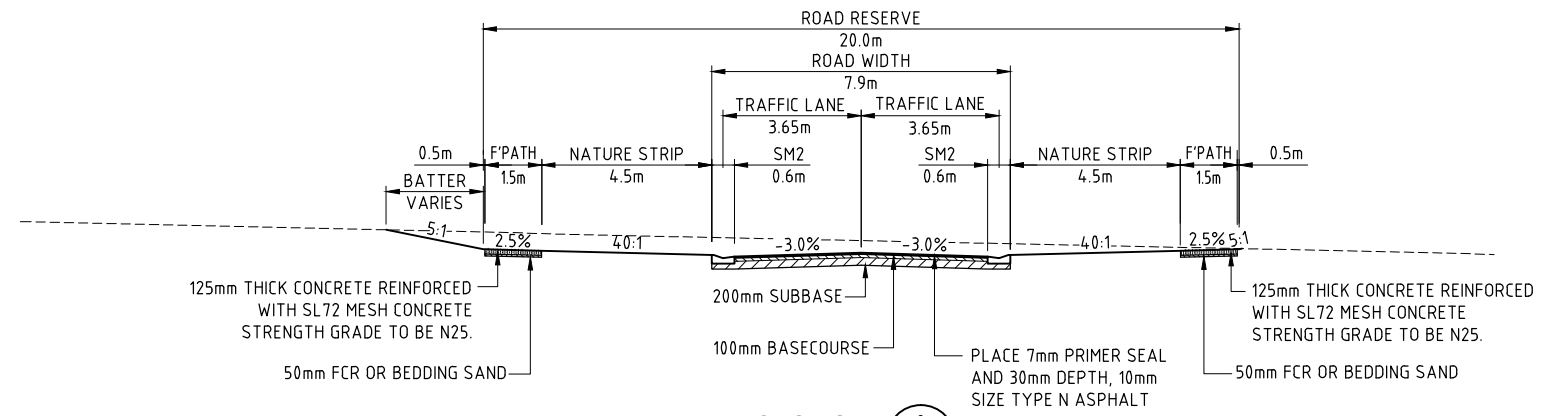 ROAD RESERVE
20.0m
ROAD WIDTH
7.9m
TRAFFIC LANE
TRAFFIC LANE
3.65m
3.65m
0.5m
F'PATH
NATURE STRIP
SM2
SM2
NATURE STRIP
F'PATH
0.5m
1.5m
4.5m
0.6m
0.6m
4.5m
1.5m
BATTER
VARIES
5:1
2.5%
40:1
-3.0%
-3.0%
40:1
2.5%
5:1
125mm THICK CONCRETE REINFORCED
WITH SL72 MESH CONCRETE
STRENGTH GRADE TO BE N25.
50mm FCR OR BEDDING SAND
200mm SUBBASE
100mm BASECOURSE
PLACE 7mm PRIMER SEAL
AND 30mm DEPTH, 10mm
SIZE TYPE N ASPHALT
125mm THICK CONCRETE REINFORCED
WITH SL72 MESH CONCRETE
STRENGTH GRADE TO BE N25.
50mm FCR OR BEDDING SAND